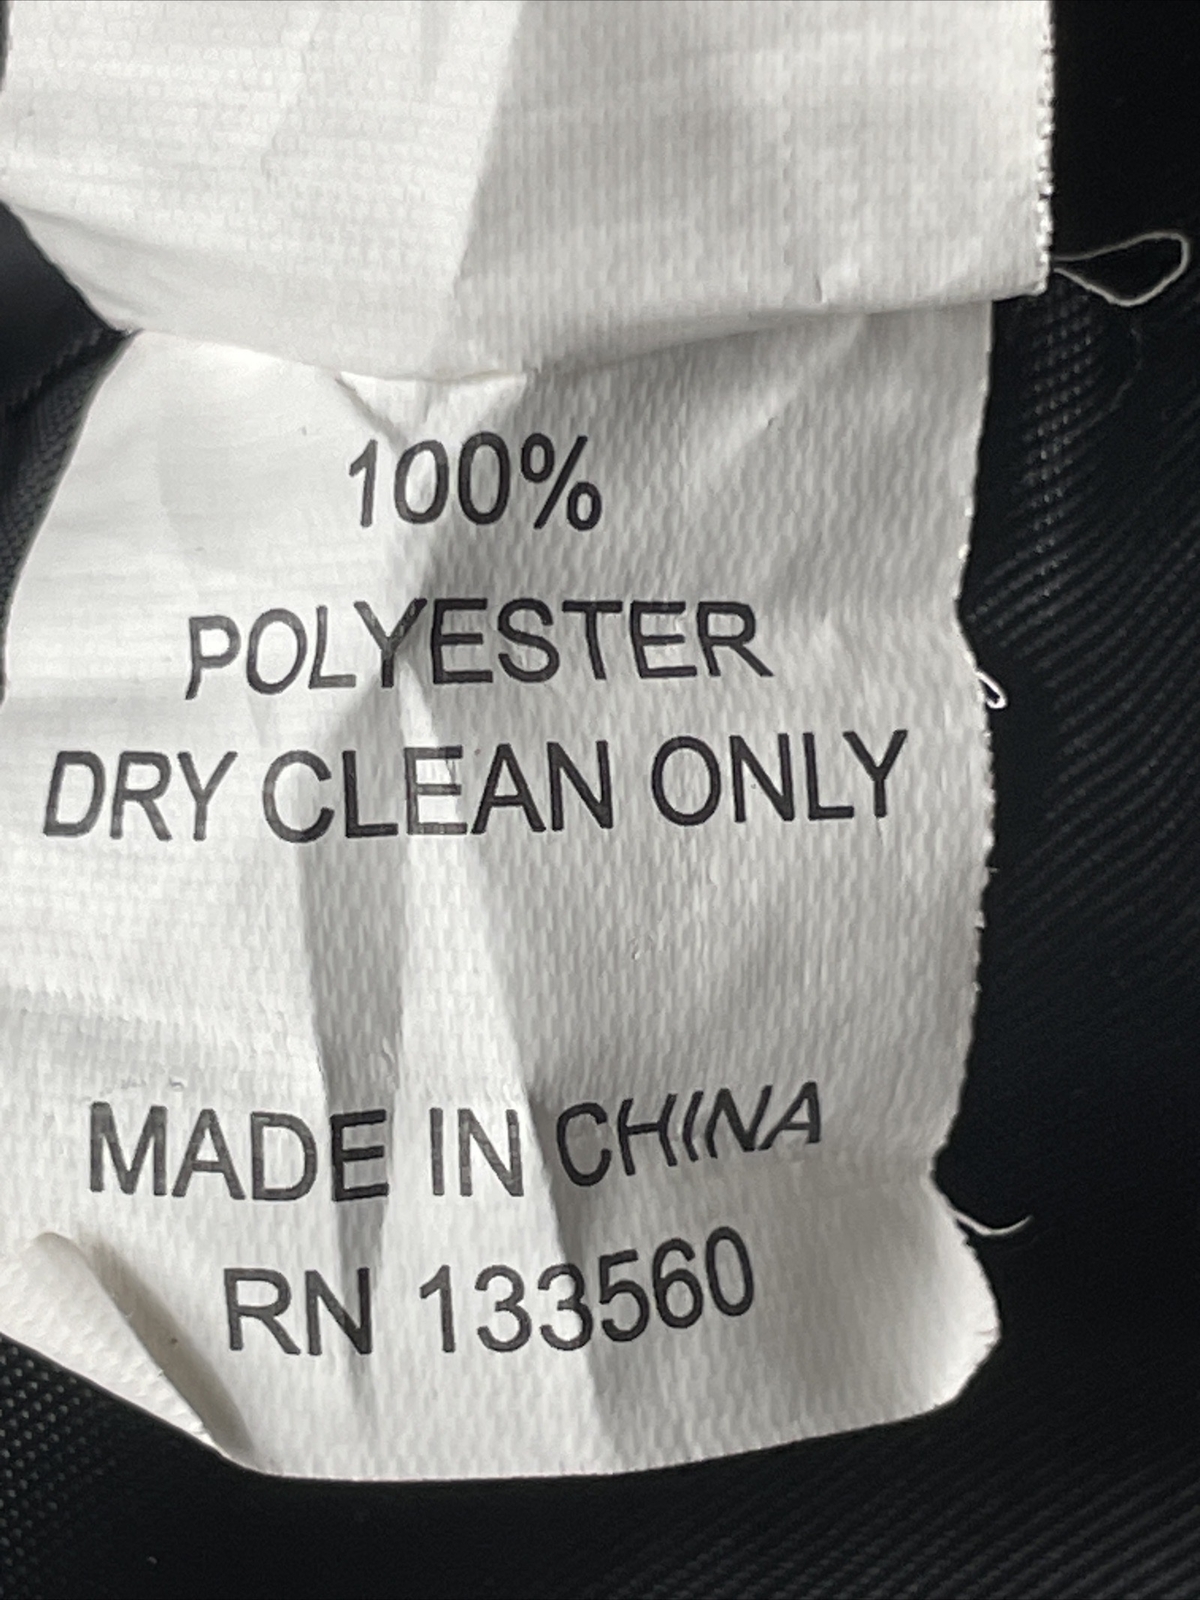 100%
POLYESTER
DRY CLEAN ONLY
MADE IN CHINA
RN 133560